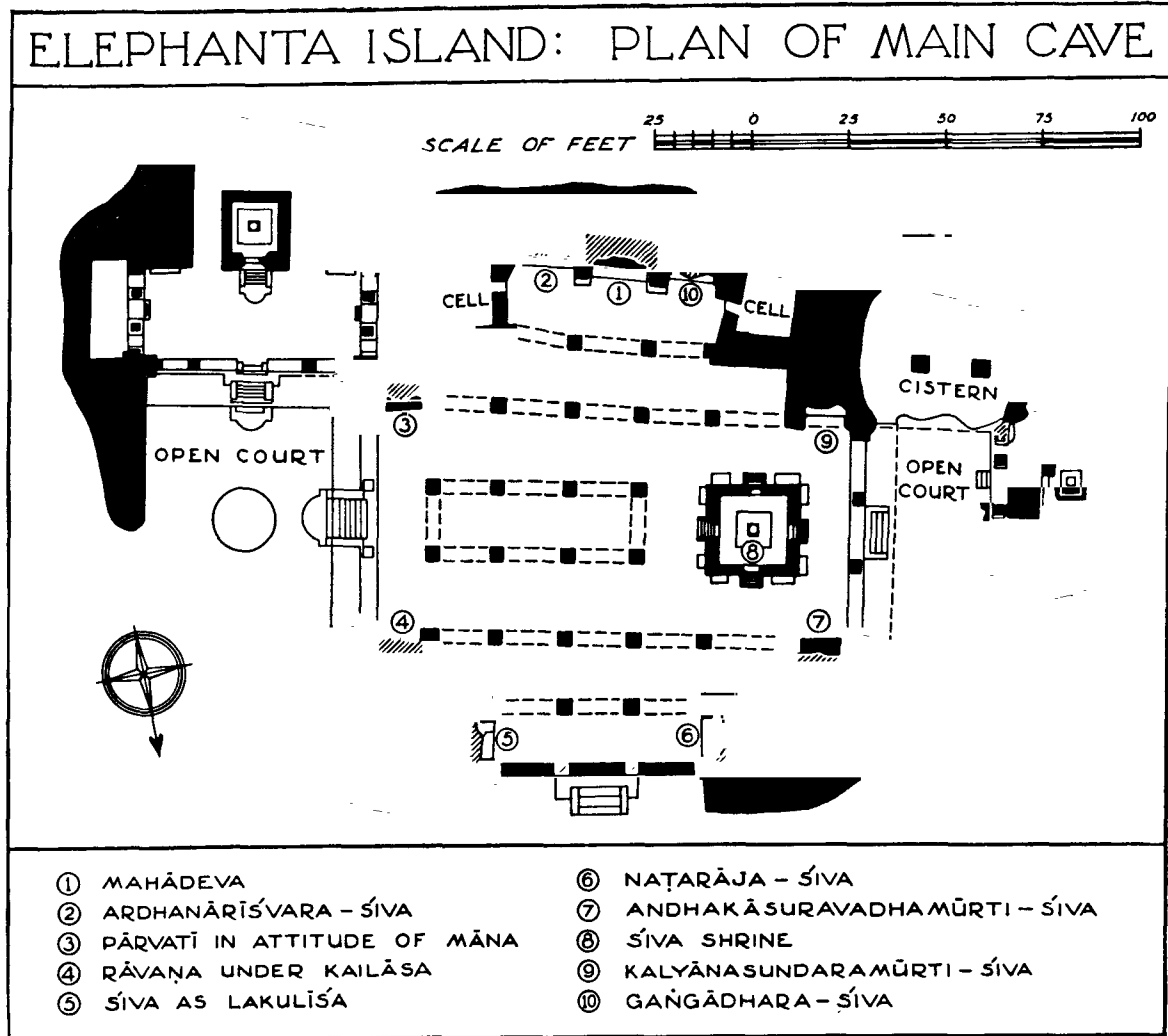 ELEPHANTA ISLAND: PLAN OF MAIN CAVE
25 0 25 50 75 100
SCALE OF FEET
CELL
②
①
⑩
CELL
CISTERN
③
⑨
OPEN COURT
OPEN
COURT
⑧
④
⑦
⑤
⑥
① MAHĀDEVA
② ARDHANĀRĪŚVARA – ŚIVA
③ PĀRVATĪ IN ATTITUDE OF MĀNA
④ RĀVAṆA UNDER KAILĀSA
⑤ ŚIVA AS LAKULĪŚA
⑥ NAṬARĀJA – ŚIVA
⑦ ANDHAKĀSURAVADHAMŪRTI – ŚIVA
⑧ ŚIVA SHRINE
⑨ KALYĀNASUNDARAMŪRTI – ŚIVA
⑩ GAṄGĀDHARA – ŚIVA